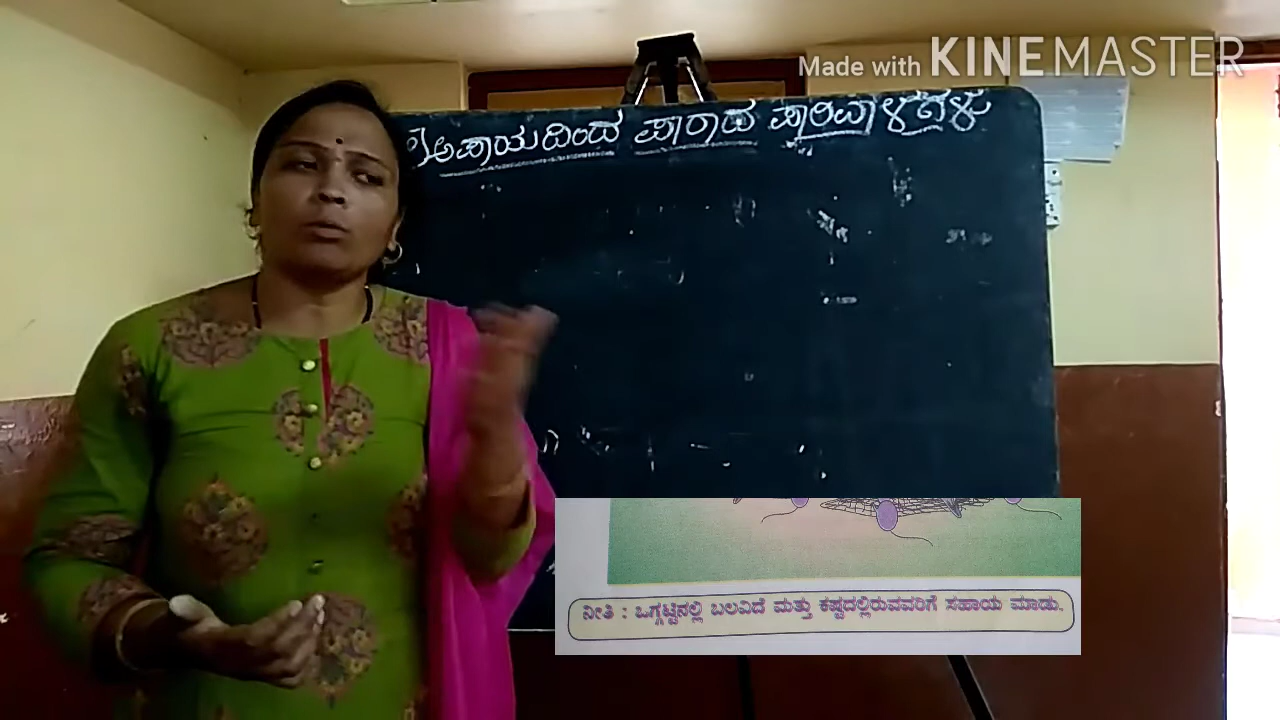 Made with KINEMASTER
ಅಪಾಯದಿಂದ ಪಾರಾದ ಪಾರಿವಾಳಗಳು
ನೀತಿ : ಒಗ್ಗಟ್ಟಿನಲ್ಲಿ ಬಲವಿದೆ ಮತ್ತು ಕಷ್ಟದಲ್ಲಿರುವವರಿಗೆ ಸಹಾಯ ಮಾಡು.